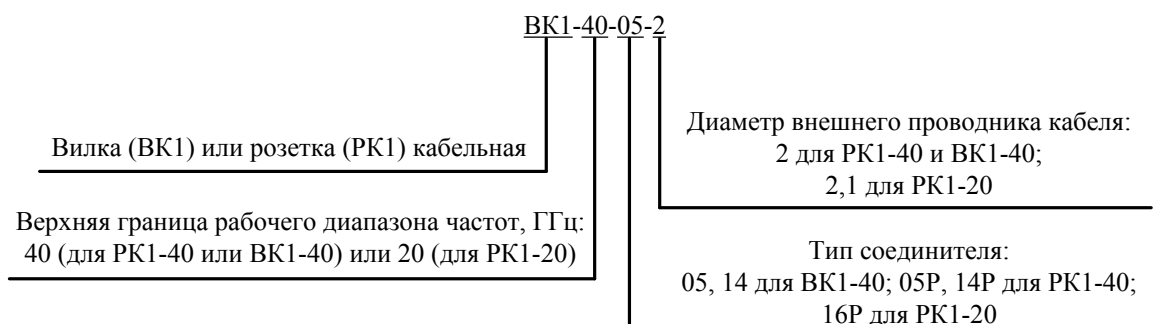 ВК1-40-05-2
Вилка (ВК1) или розетка (РК1) кабельная
Верхняя граница рабочего диапазона частот, ГГц:
40 (для РК1-40 или ВК1-40) или 20 (для РК1-20)
Диаметр внешнего проводника кабеля:
2 для РК1-40 и ВК1-40;
2,1 для РК1-20
Тип соединителя:
05, 14 для ВК1-40; 05Р, 14Р для РК1-40;
16Р для РК1-20